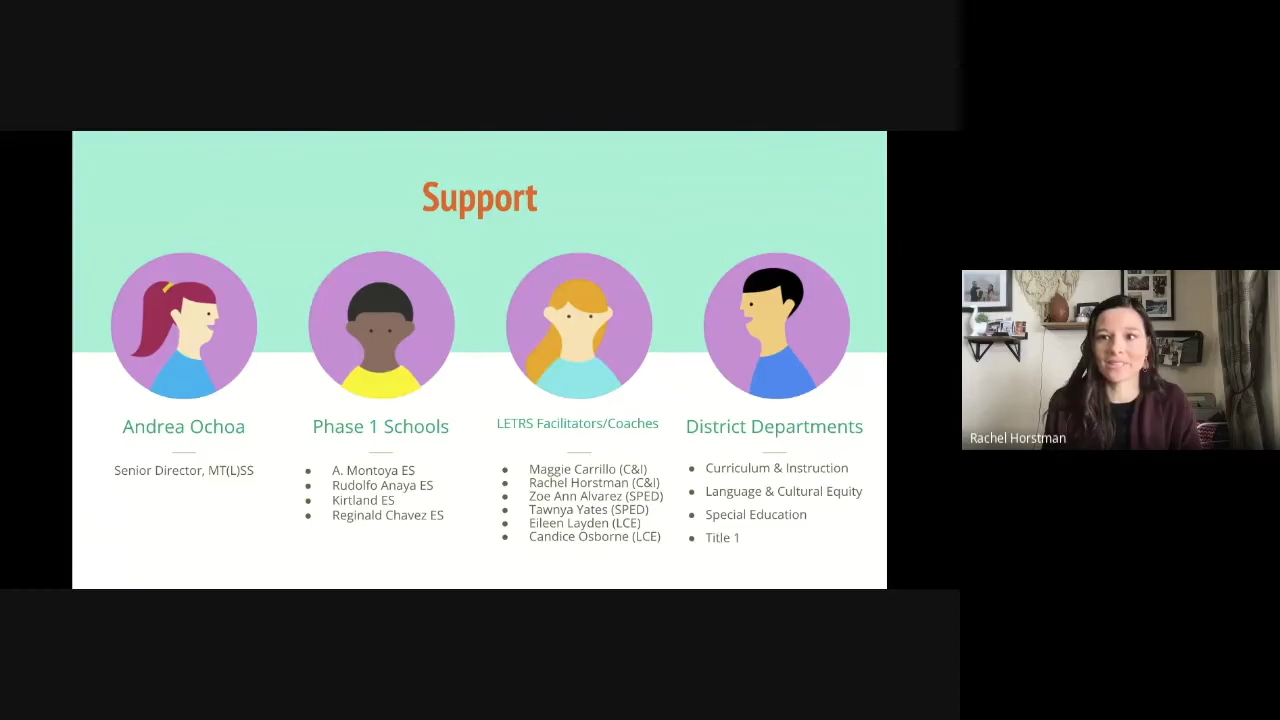 Support
Andrea Ochoa
Senior Director, MT(L)SS
Phase 1 Schools
A. Montoya ES
Rudolfo Anaya ES
Kirtland ES
Reginald Chavez ES
LETRS Facilitators/Coaches
Maggie Carrillo (C&I)
Rachel Horstman (C&I)
Zoe Ann Alvarez (SPED)
Tawnya Yates (SPED)
Eileen Layden (LCE)
Candice Osborne (LCE)
District Departments
Curriculum & Instruction
Language & Cultural Equity
Special Education
Title 1
Rachel Horstman